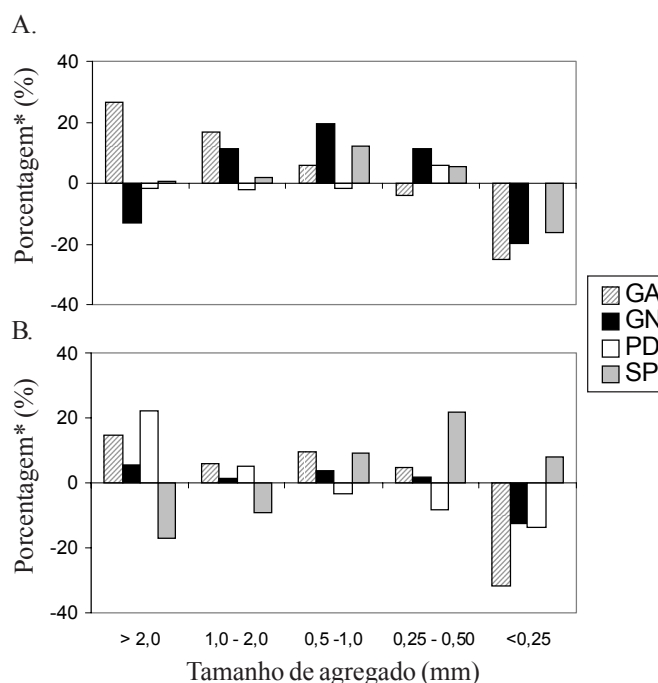 A.
Porcentagem* (%)
40
20
0
-20
-40
GA
GN
PD
SP
B.
Porcentagem* (%)
40
20
0
-20
-40
> 2,0
1,0 - 2,0
0,5 -1,0
0,25 - 0,50
<0,25
Tamanho de agregado (mm)